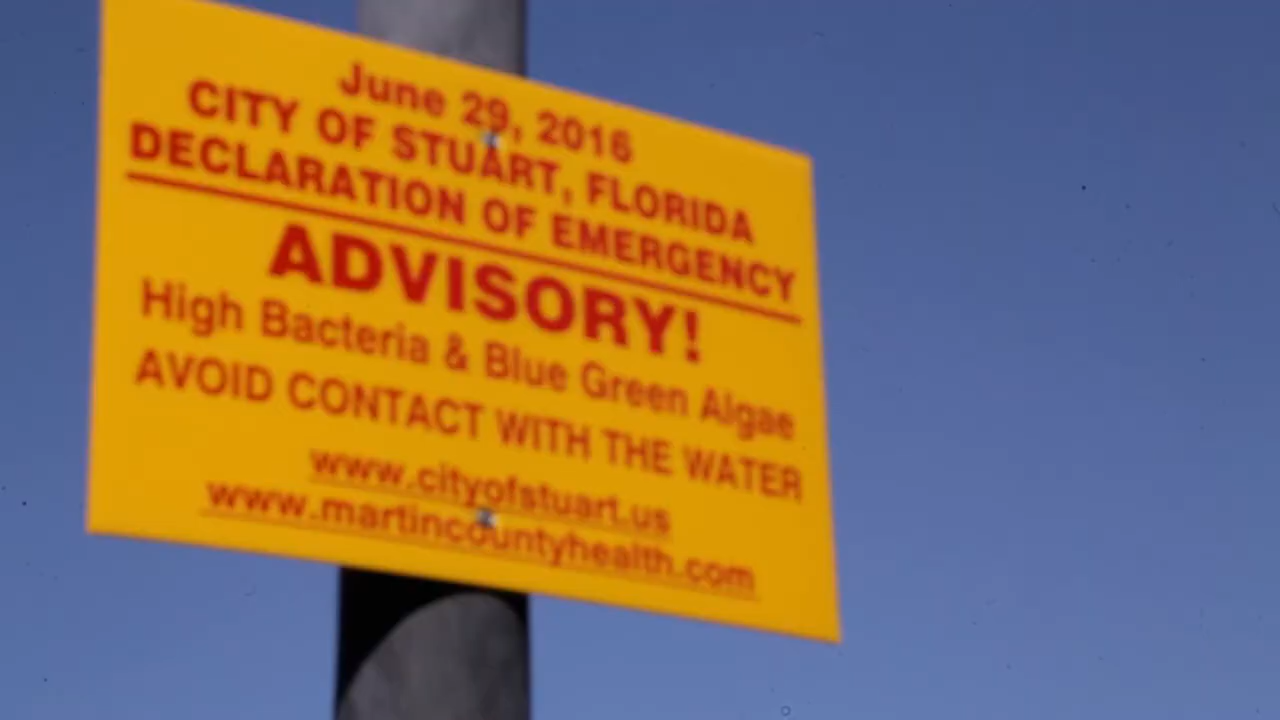 June 29, 2016
CITY OF STUART, FLORIDA
DECLARATION OF EMERGENCY
ADVISORY!
High Bacteria & Blue Green Algae
AVOID CONTACT WITH THE WATER
www.cityofstuart.us
www.martincountyhealth.com